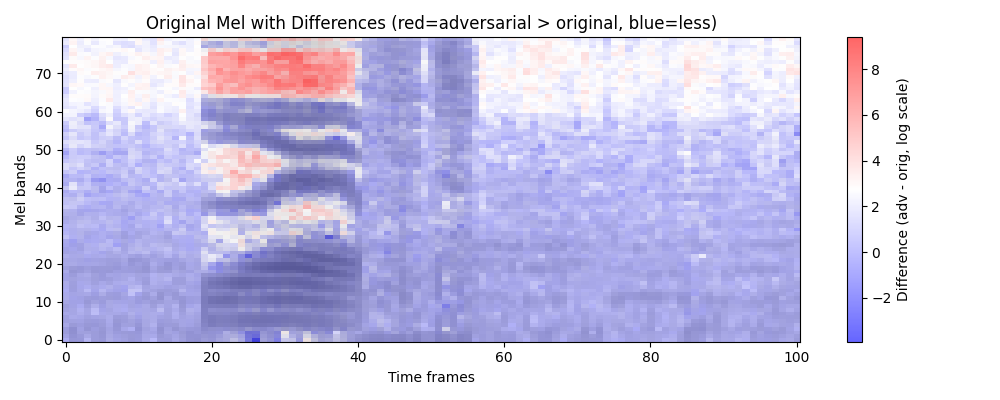 Original Mel with Differences (red=adversarial > original, blue=less)
Mel bands
70
60
50
40
30
20
10
0
0 20 40 60 80 100
Time frames
8
6
4
2
0
−2
Difference (adv - orig, log scale)